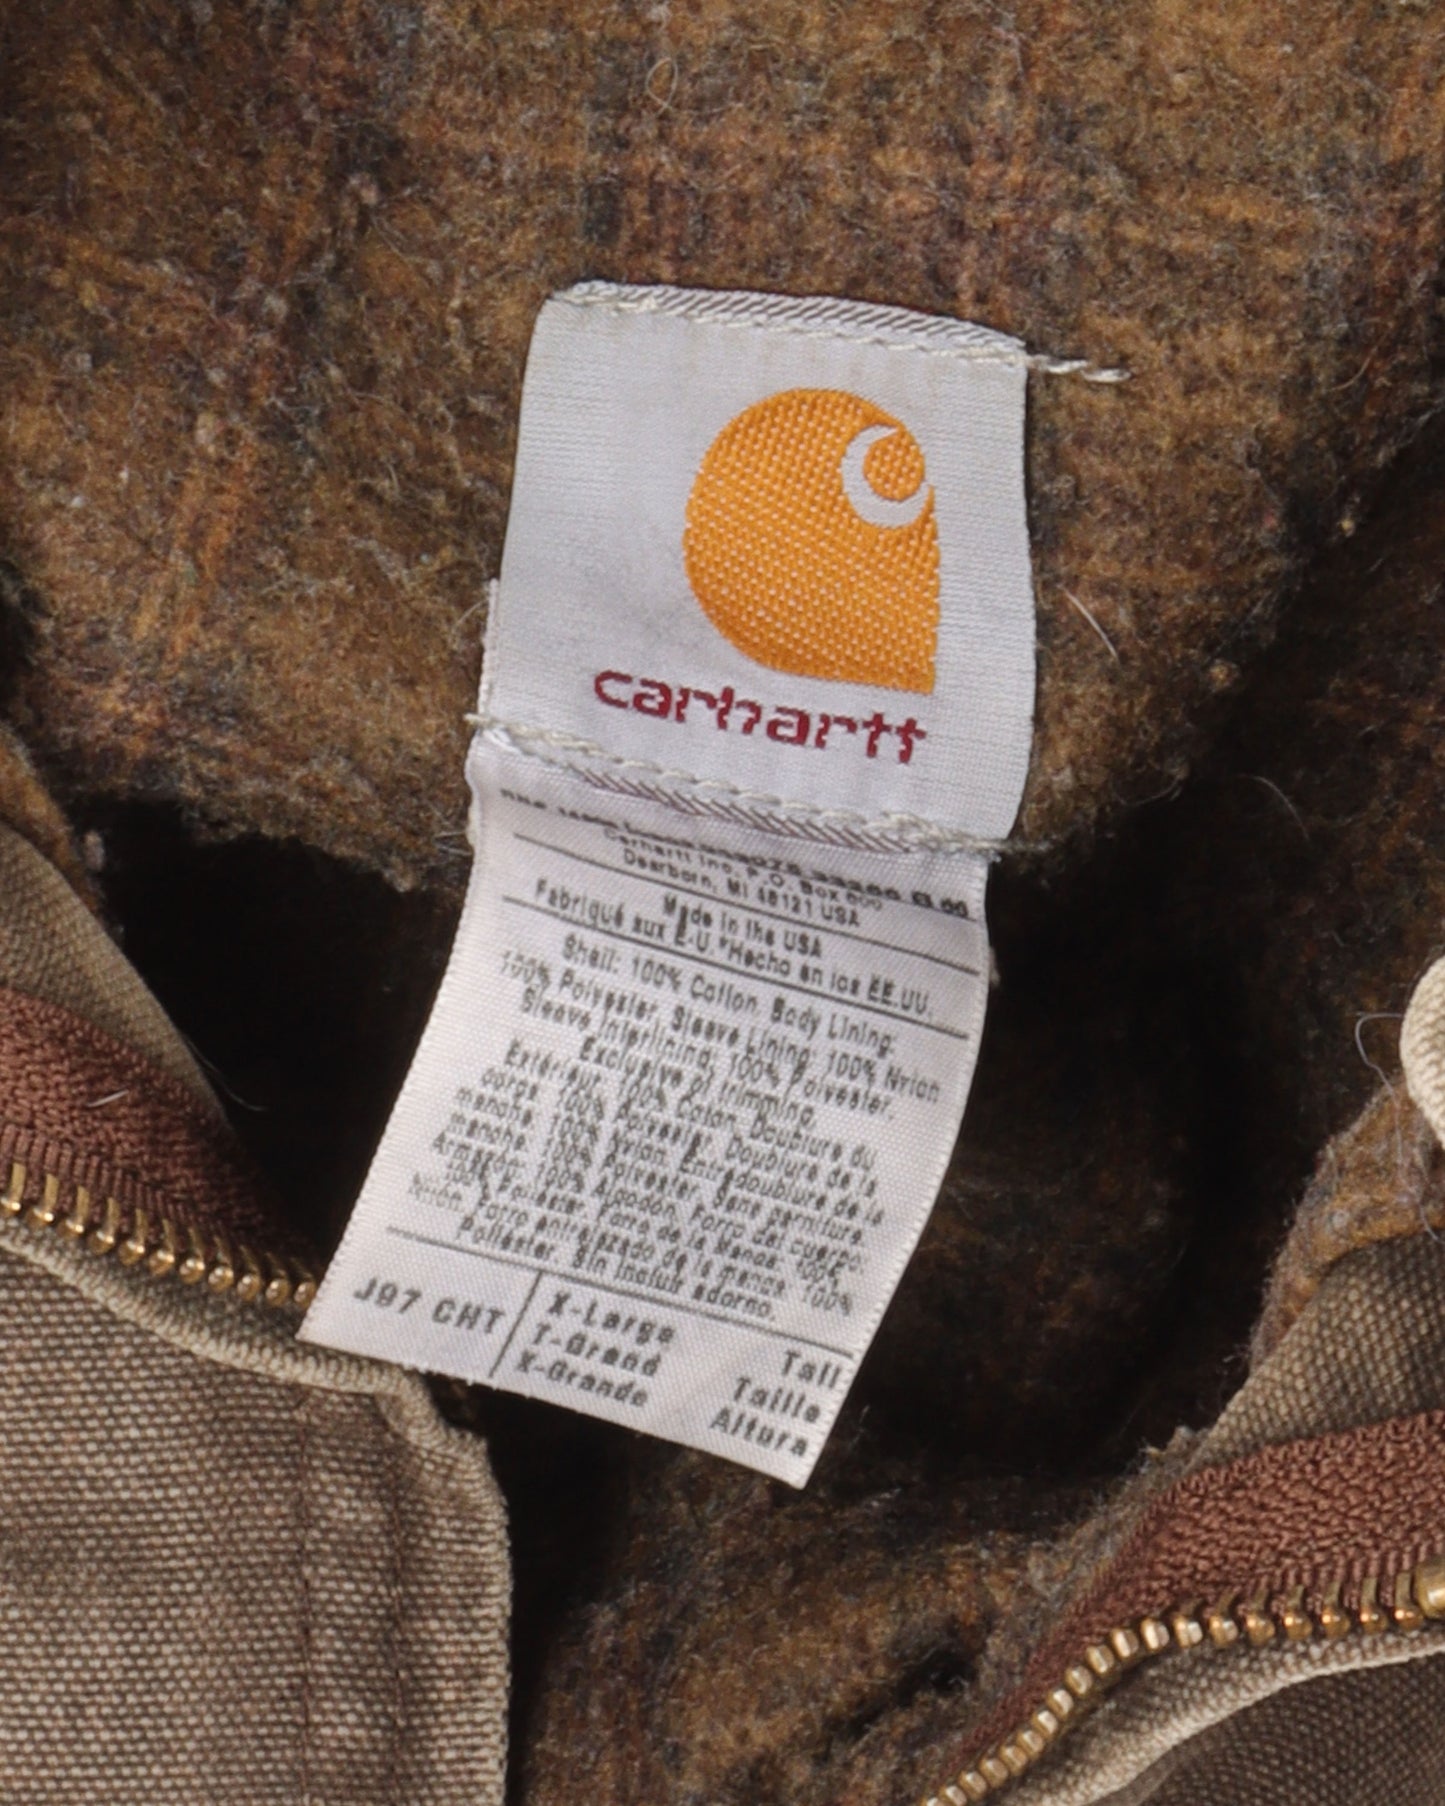 carhartt
Carhartt Inc. P.O. Box 600
Dearborn, MI 48121 USA
Made in the USA
Fabriqué aux É-U. *Hecho en los EE.UU.
Shell: 100% Cotton. Body Lining:
100% Polyester. Sleeve Lining: 100% Nylon
Sleeve Interlining: 100% Polyester.
Exclusive of trimming.
Extérieur: 100% Coton. Doublure du
corps: 100% Polyester. Doublure de la
manche: 100% Nylon. Entredoublure de la
manche: 100% Polyester. Sans garniture.
Armazón: 100% Algodon. Forro del cuerpo:
100% Poliéster. Forro de la Manga: 100%
Nilon. Forro entrelazado de la manga: 100%
Poliéster. Sin incluir adorno.
J97 CHT
X-Large Tall
T-Grand Taille
X-Grande Altura